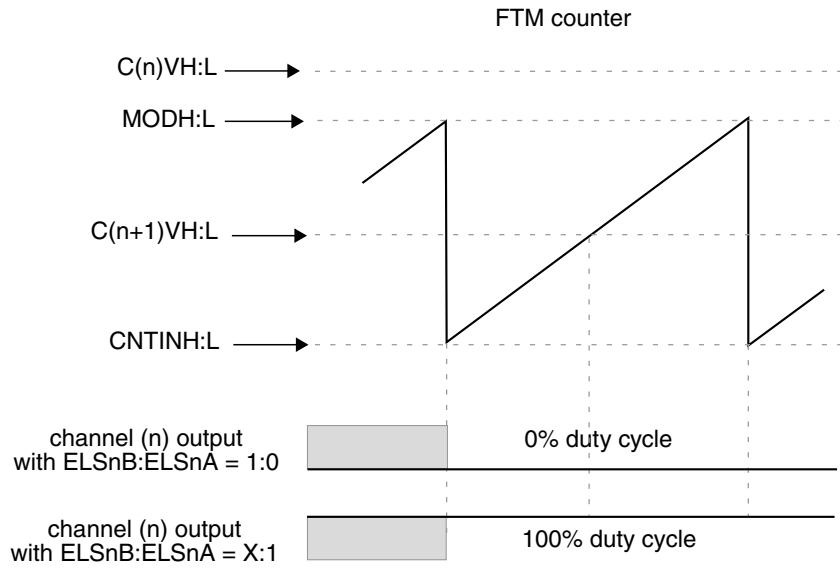 FTM counter
C(n)VH:L
MODH:L
C(n+1)VH:L
CNTINH:L
channel (n) output
with ELSnB:ELSnA = 1:0
0% duty cycle
channel (n) output
with ELSnB:ELSnA = X:1
100% duty cycle